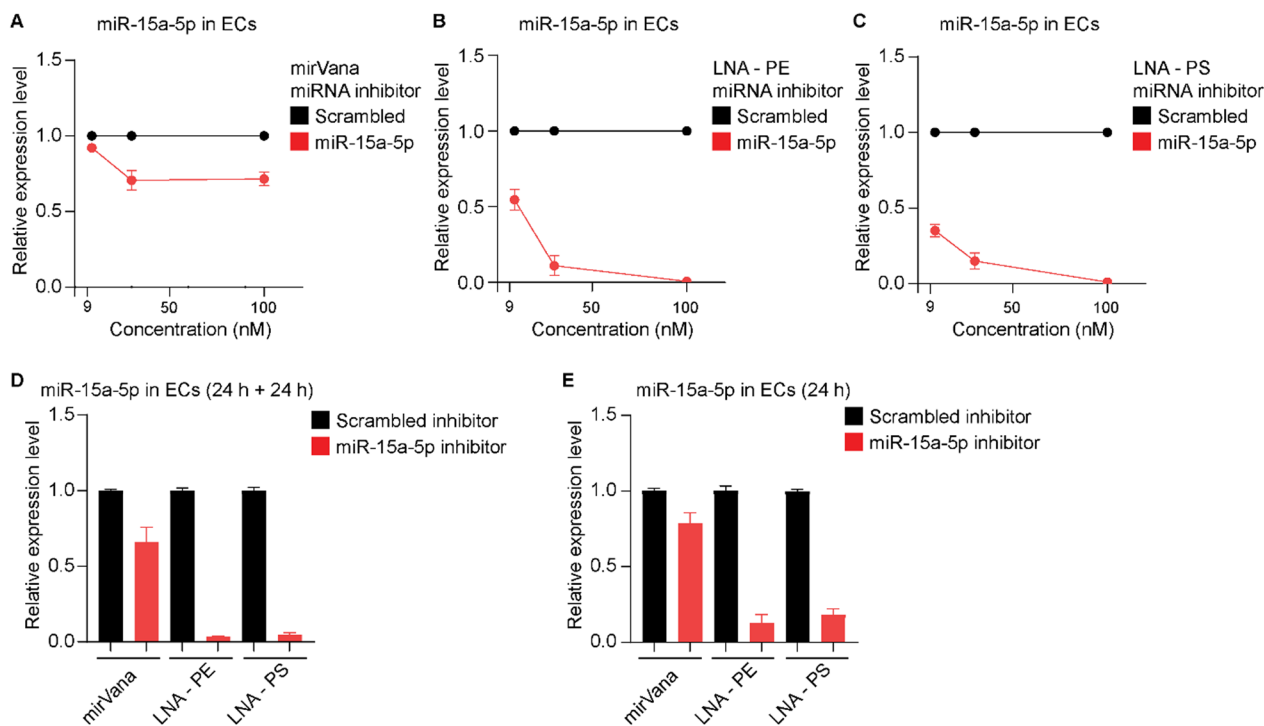 A
miR-15a-5p in ECs
Relative expression level
1.5
1.0
0.5
0.0
9
50
100
Concentration (nM)
mirVana
miRNA inhibitor
Scrambled
miR-15a-5p
B
miR-15a-5p in ECs
Relative expression level
1.5
1.0
0.5
0.0
9
50
100
Concentration (nM)
LNA - PE
miRNA inhibitor
Scrambled
miR-15a-5p
C
miR-15a-5p in ECs
Relative expression level
1.5
1.0
0.5
0.0
9
50
100
Concentration (nM)
LNA - PS
miRNA inhibitor
Scrambled
miR-15a-5p
D
miR-15a-5p in ECs (24 h + 24 h)
Relative expression level
1.5
1.0
0.5
0.0
mirVana
LNA - PE
LNA - PS
Scrambled inhibitor
miR-15a-5p inhibitor
E
miR-15a-5p in ECs (24 h)
Relative expression level
1.5
1.0
0.5
0.0
mirVana
LNA - PE
LNA - PS
Scrambled inhibitor
miR-15a-5p inhibitor